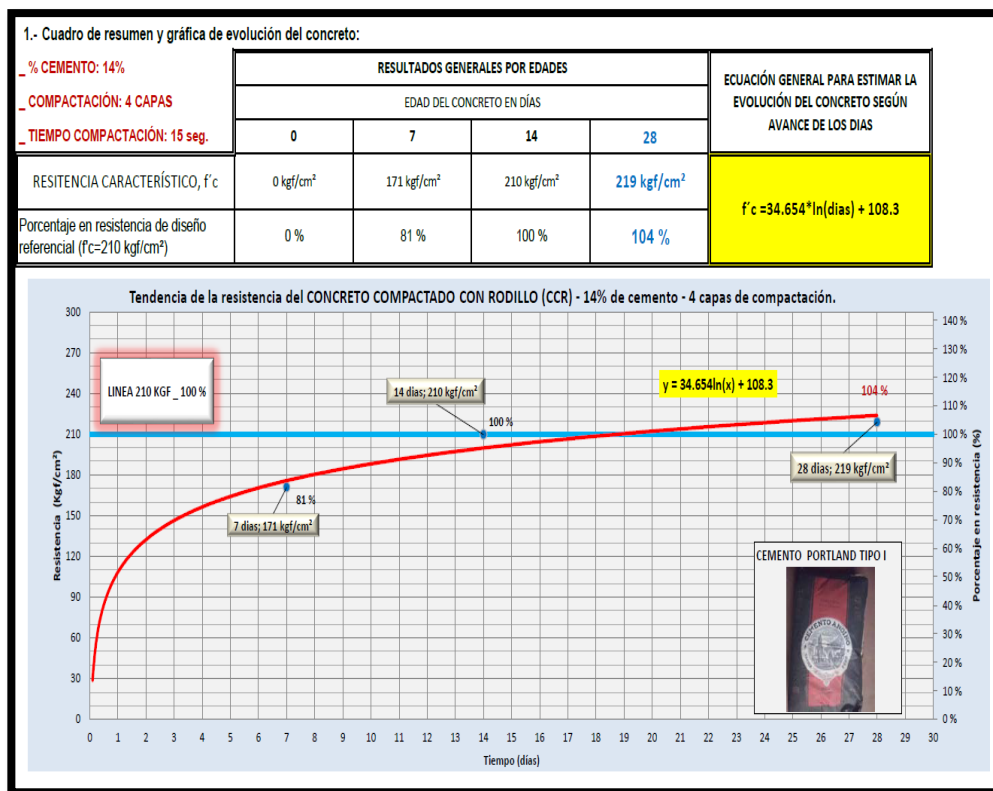 1.- Cuadro de resumen y gráfica de evolución del concreto:
_ % CEMENTO: 14%
_ COMPACTACIÓN: 4 CAPAS
_ TIEMPO COMPACTACIÓN: 15 seg.
RESULTADOS GENERALES POR EDADES
EDAD DEL CONCRETO EN DÍAS
0 7 14 28
ECUACIÓN GENERAL PARA ESTIMAR LA
EVOLUCIÓN DEL CONCRETO SEGÚN
AVANCE DE LOS DIAS
RESITENCIA CARACTERÍSTICO, f´c 0 kgf/cm² 171 kgf/cm² 210 kgf/cm² 219 kgf/cm²
f´c =34.654*ln(dias) + 108.3
Porcentaje en resistencia de diseño
referencial (f'c=210 kgf/cm²)
0 % 81 % 100 % 104 %
Tendencia de la resistencia del CONCRETO COMPACTADO CON RODILLO (CCR) - 14% de cemento - 4 capas de compactación.
Resistencia (Kgf/cm²)
300
270
240
210
180
150
120
90
60
30
0
LINEA 210 KGF _ 100 %
14 dias; 210 kgf/cm²
100 %
y = 34.654ln(x) + 108.3
104 %
28 dias; 219 kgf/cm²
81 %
7 dias; 171 kgf/cm²
CEMENTO PORTLAND TIPO I
CEMENTO ANDINO
140 %
130 %
120 %
110 %
100 %
90 %
80 %
70 %
60 %
50 %
40 %
30 %
20 %
10 %
0 %
Porcentaje en resistencia (%)
0 1 2 3 4 5 6 7 8 9 10 11 12 13 14 15 16 17 18 19 20 21 22 23 24 25 26 27 28 29 30
Tiempo (días)